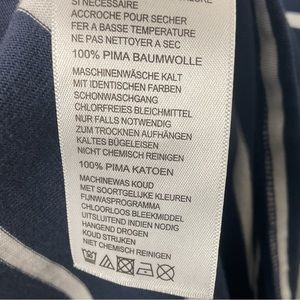 SI NECESSAIRE
ACCROCHE POUR SECHER
FER A BASSE TEMPERATURE
NE PAS NETTOYER A SEC
100% PIMA BAUMWOLLE
MASCHINENWÄSCHE KALT
MIT IDENTISCHEN FARBEN
SCHONWASCHGANG
CHLORFREIES BLEICHMITTEL
NUR FALLS NOTWENDIG
ZUM TROCKNEN AUFHÄNGEN
KALTES BÜGELEISEN
NICHT CHEMISCH REINIGEN
100% PIMA KATOEN
MACHINEWAS KOUD
MET SOORTGELIJKE KLEUREN
FIJNWASPROGRAMMA
CHLOORLOOS BLEEKMIDDEL
UITSLUITEND INDIEN NODIG
HANGEND DROGEN
KOUD STRIJKEN
NIET CHEMISCH REINIGEN